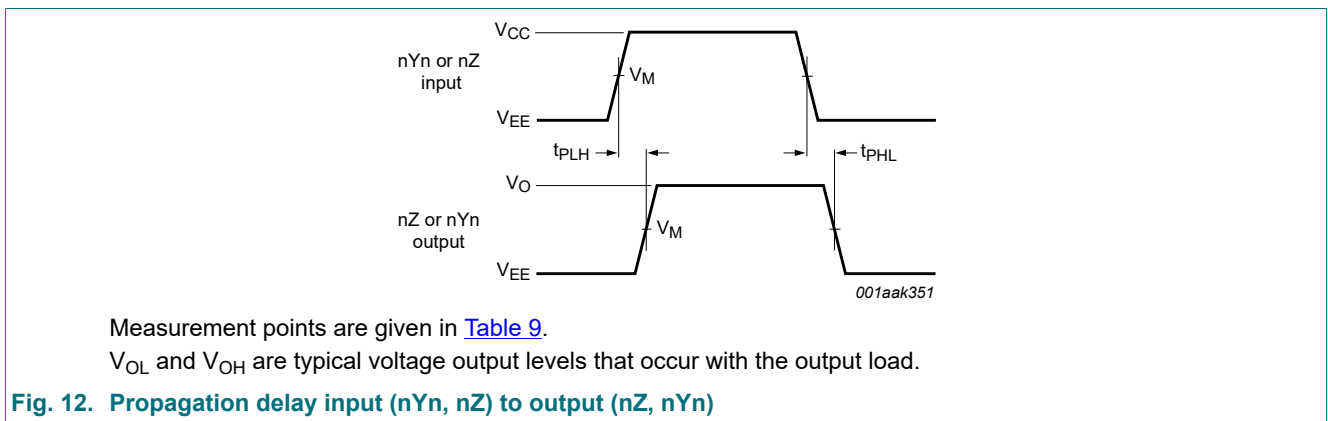 VCC
nYn or nZ
input
VM
VEE
tPLH
tPHL
VO
nZ or nYn
output
VM
VEE
001aak351
Measurement points are given in Table 9.
VOL and VOH are typical voltage output levels that occur with the output load.
Fig. 12. Propagation delay input (nYn, nZ) to output (nZ, nYn)